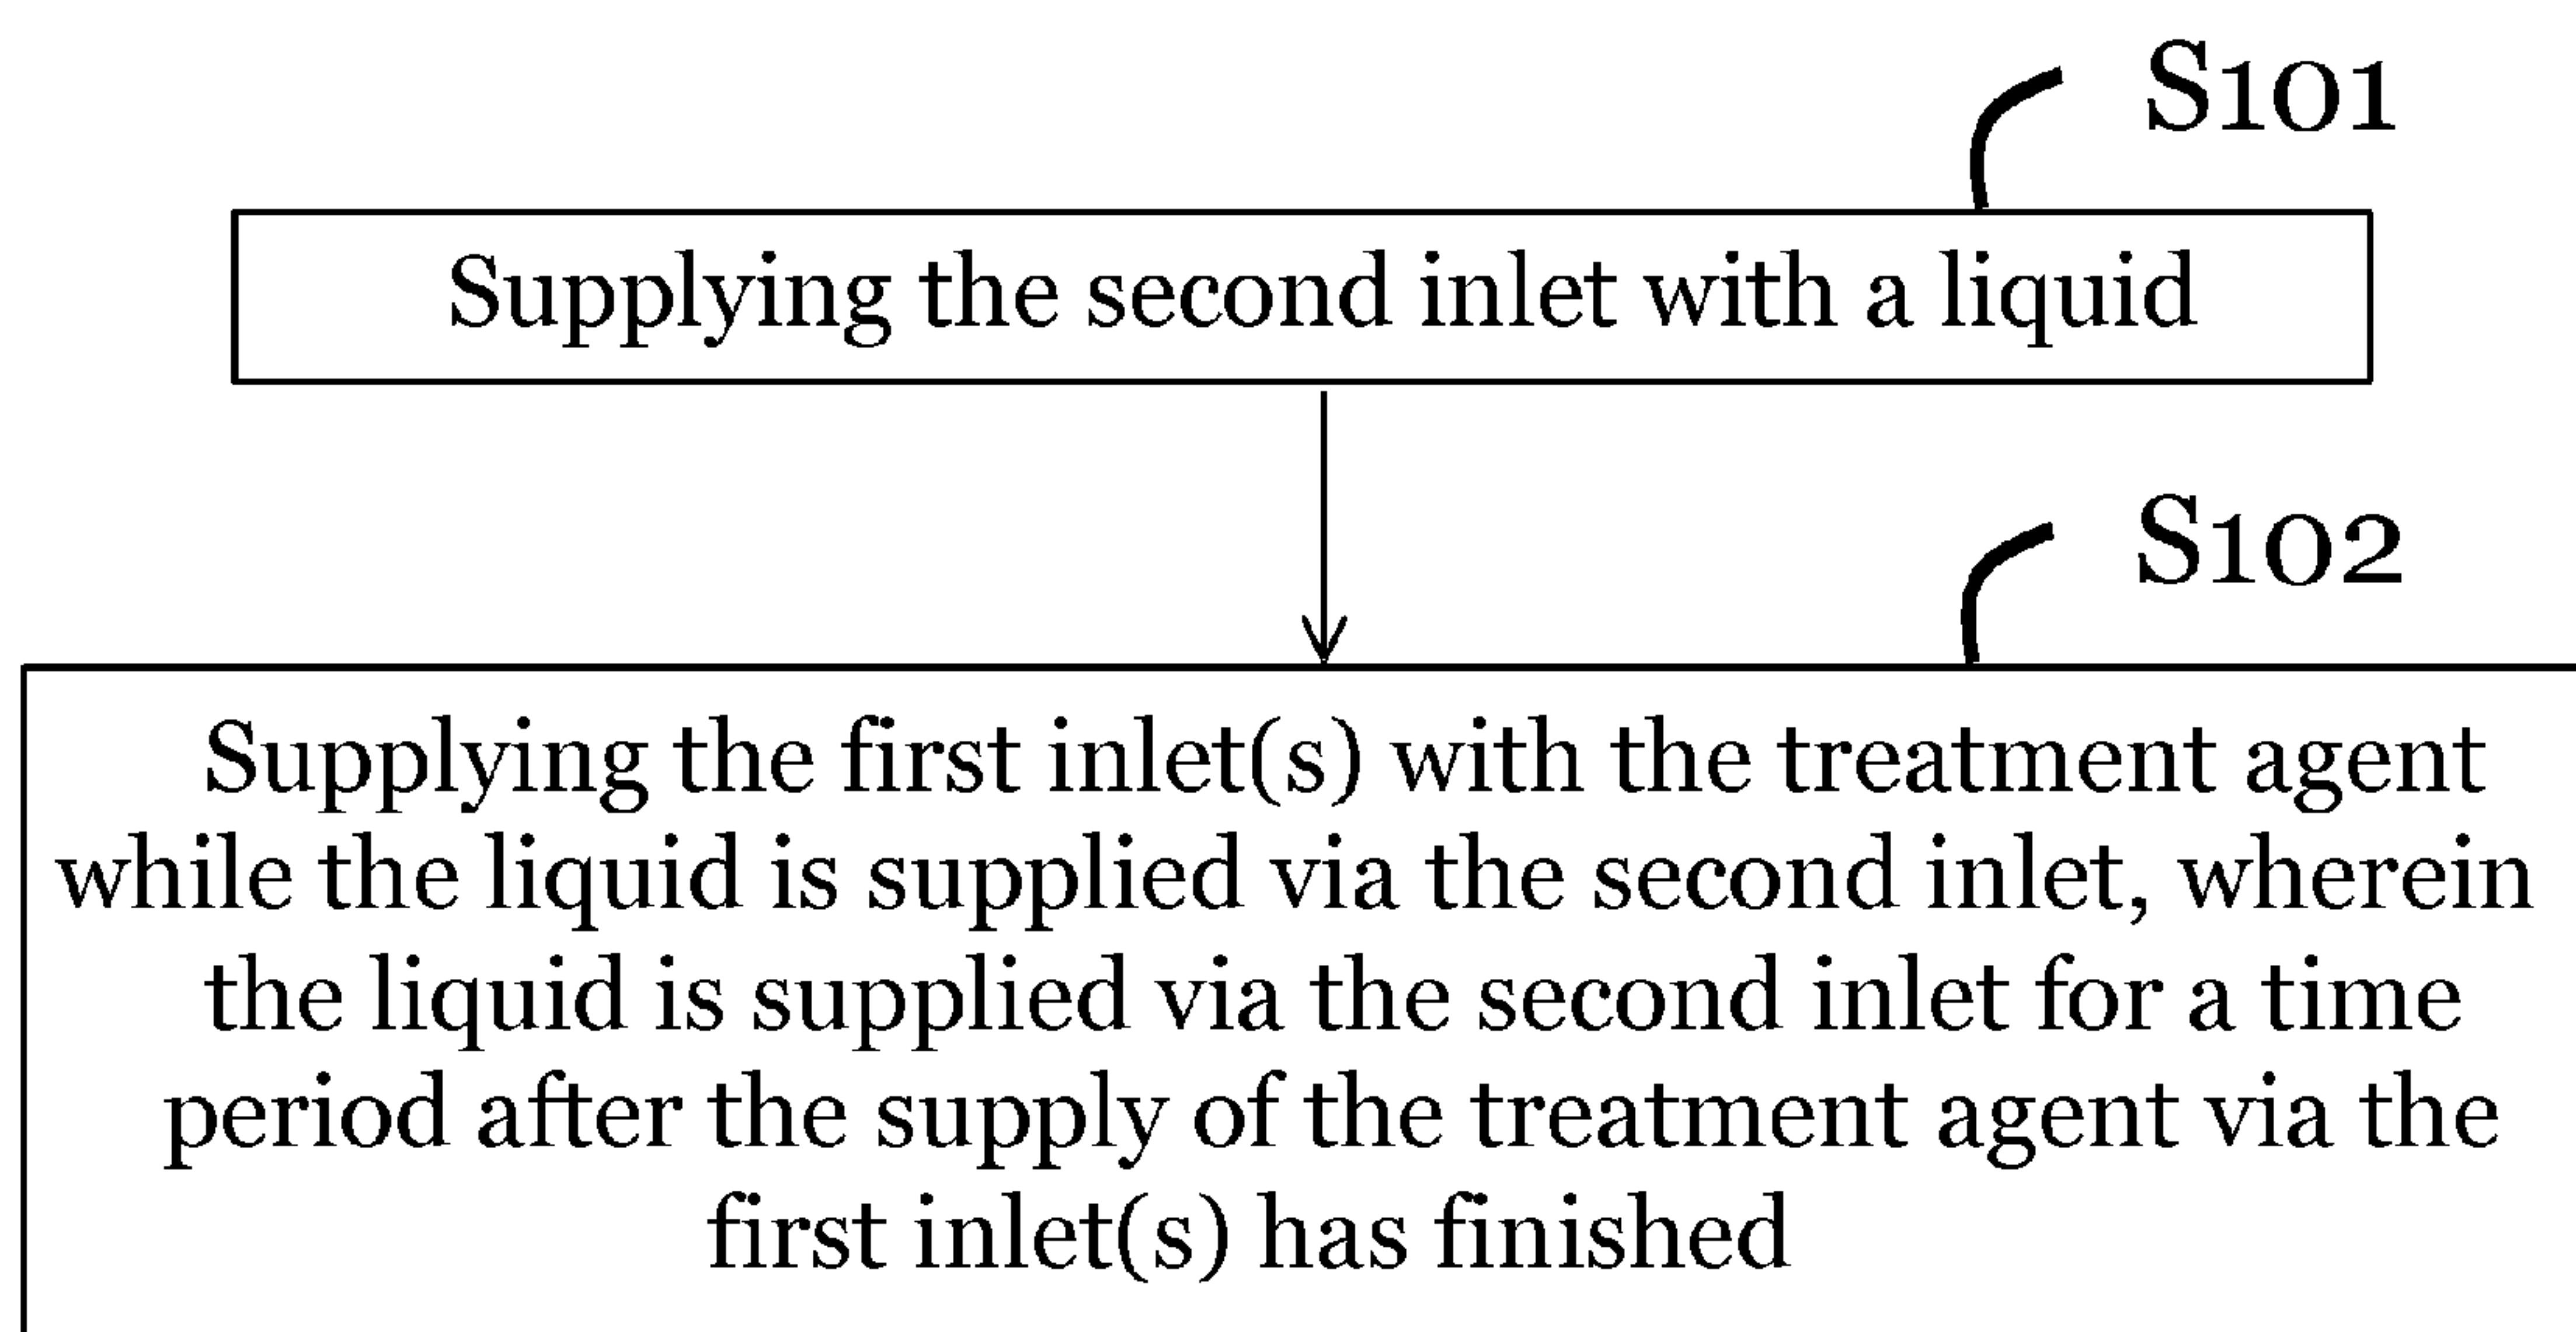 S101
Supplying the second inlet with a liquid
S102
Supplying the first inlet(s) with the treatment agent
while the liquid is supplied via the second inlet, wherein
the liquid is supplied via the second inlet for a time
period after the supply of the treatment agent via the
first inlet(s) has finished